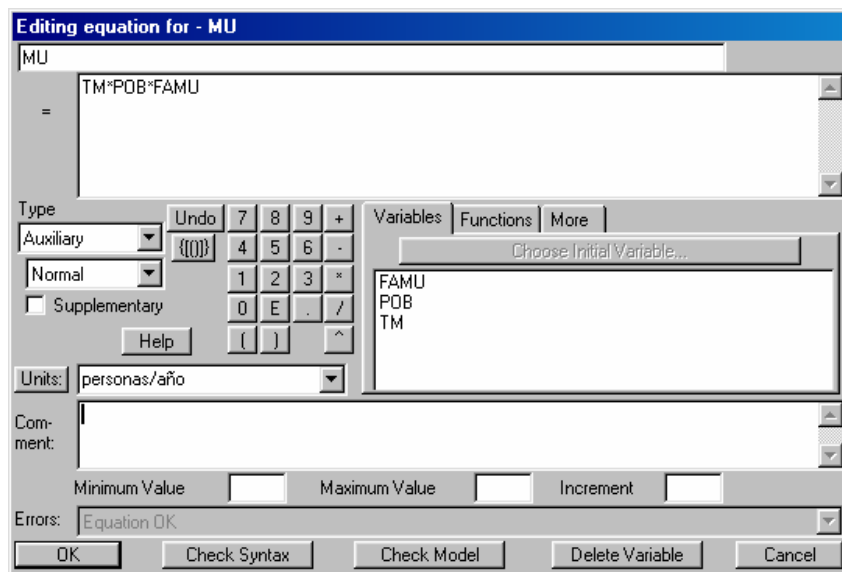 Editing equation for - MU
MU
=
TM*POB*FAMU
Type
Auxiliary
Normal
Supplementary
Help
Undo
{[()]}
7 8 9 +
4 5 6 -
1 2 3 *
0 E . /
( ) ^
Variables Functions More
Choose Initial Variable...
FAMU
POB
TM
Units: personas/año
Com-
ment:
Minimum Value Maximum Value Increment
Errors: Equation OK
OK Check Syntax Check Model Delete Variable Cancel